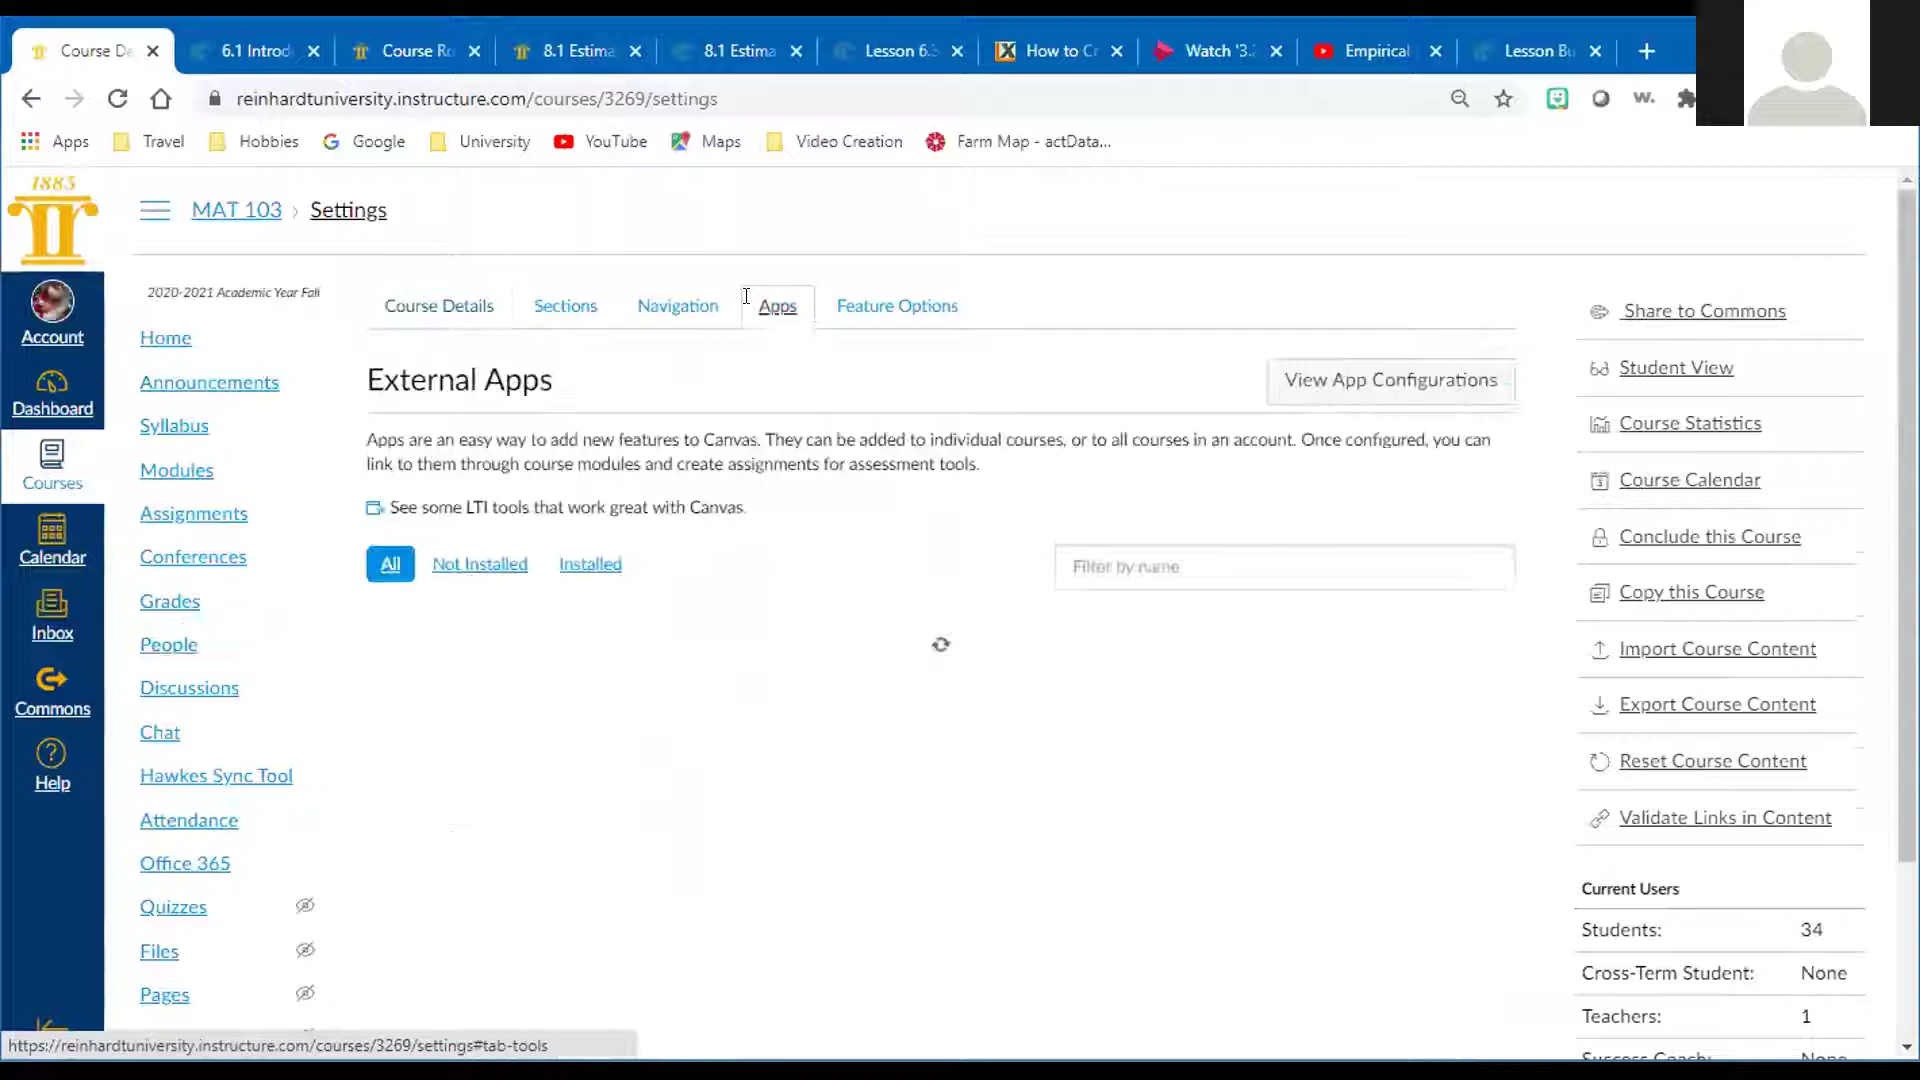 Course De
6.1 Introd
Course Ro
8.1 Estima
8.1 Estima
Lesson 6.
How to Cr
Watch '3.
Empirical
Lesson Bu
reinhardtuniversity.instructure.com/courses/3269/settings
Apps
Travel
Hobbies
Google
University
YouTube
Maps
Video Creation
Farm Map - actData...
1883
MAT 103 › Settings
Account
Dashboard
Courses
Calendar
Inbox
Commons
Help
2020-2021 Academic Year Fall
Home
Announcements
Syllabus
Modules
Assignments
Conferences
Grades
People
Discussions
Chat
Hawkes Sync Tool
Attendance
Office 365
Quizzes
Files
Pages
Course Details
Sections
Navigation
Apps
Feature Options
External Apps
View App Configurations
Apps are an easy way to add new features to Canvas. They can be added to individual courses, or to all courses in an account. Once configured, you can
link to them through course modules and create assignments for assessment tools.
See some LTI tools that work great with Canvas.
All
Not Installed
Installed
Filter by name
Share to Commons
Student View
Course Statistics
Course Calendar
Conclude this Course
Copy this Course
Import Course Content
Export Course Content
Reset Course Content
Validate Links in Content
Current Users
Students: 34
Cross-Term Student: None
Teachers: 1
Success Coach: None
https://reinhardtuniversity.instructure.com/courses/3269/settings#tab-tools